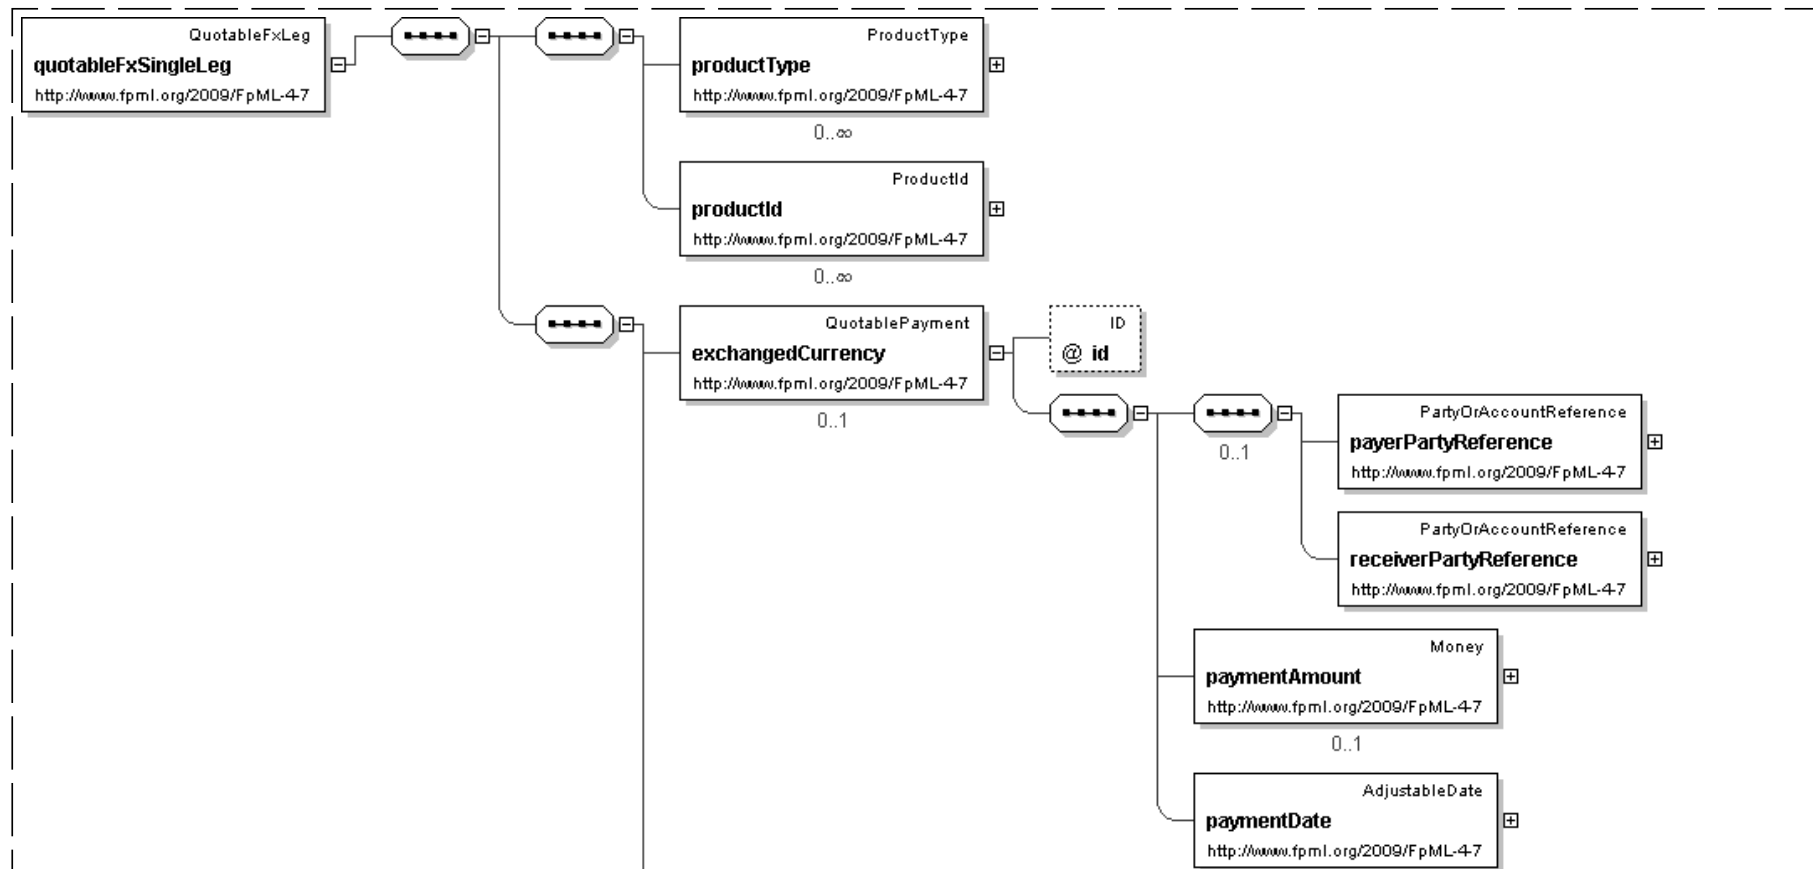 QuotableFxLeg
quotableFxSingleLeg
http://www.fpml.org/2009/FpML-4-7
ProductType
productType
http://www.fpml.org/2009/FpML-4-7
0..∞
ProductId
productId
http://www.fpml.org/2009/FpML-4-7
0..∞
QuotablePayment
exchangedCurrency
http://www.fpml.org/2009/FpML-4-7
0..1
ID
@ id
0..1
PartyOrAccountReference
payerPartyReference
http://www.fpml.org/2009/FpML-4-7
PartyOrAccountReference
receiverPartyReference
http://www.fpml.org/2009/FpML-4-7
Money
paymentAmount
http://www.fpml.org/2009/FpML-4-7
0..1
AdjustableDate
paymentDate
http://www.fpml.org/2009/FpML-4-7